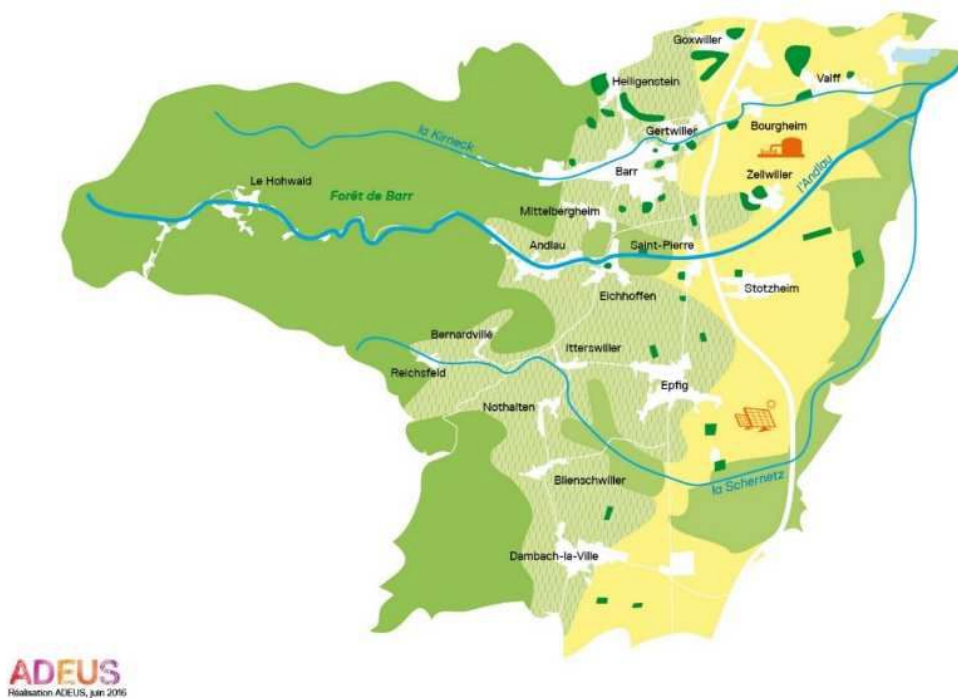 Goxwiller
Valff
Heiligenstein
la Kirneck
Gertwiller
Bourgheim
Barr
Le Hohwald
Forêt de Barr
Zellwiller
l'Andlau
Mittelbergheim
Andlau
Saint-Pierre
Eichhoffen
Stotzheim
Bernardvillé
Itterswiller
Reichsfeld
Epfig
Nothalten
Blienschwiller
la Schernetz
Dambach-la-Ville
ADEUS
Réalisation ADEUS, juin 2016